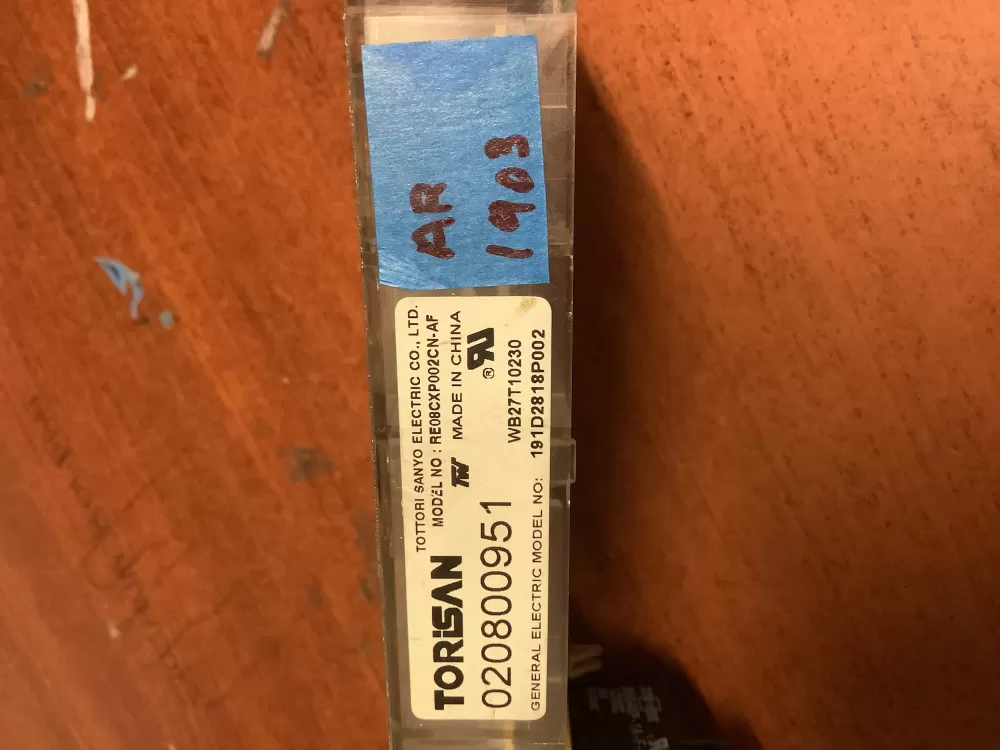 AR
1903
TOTTORI SANYO ELECTRIC CO., LTD.
TORiSAN MODEL NO : RE08CXP002CN-AF
MADE IN CHINA
020800951
WB27T10230
GENERAL ELECTRIC MODEL NO: 191D2818P002